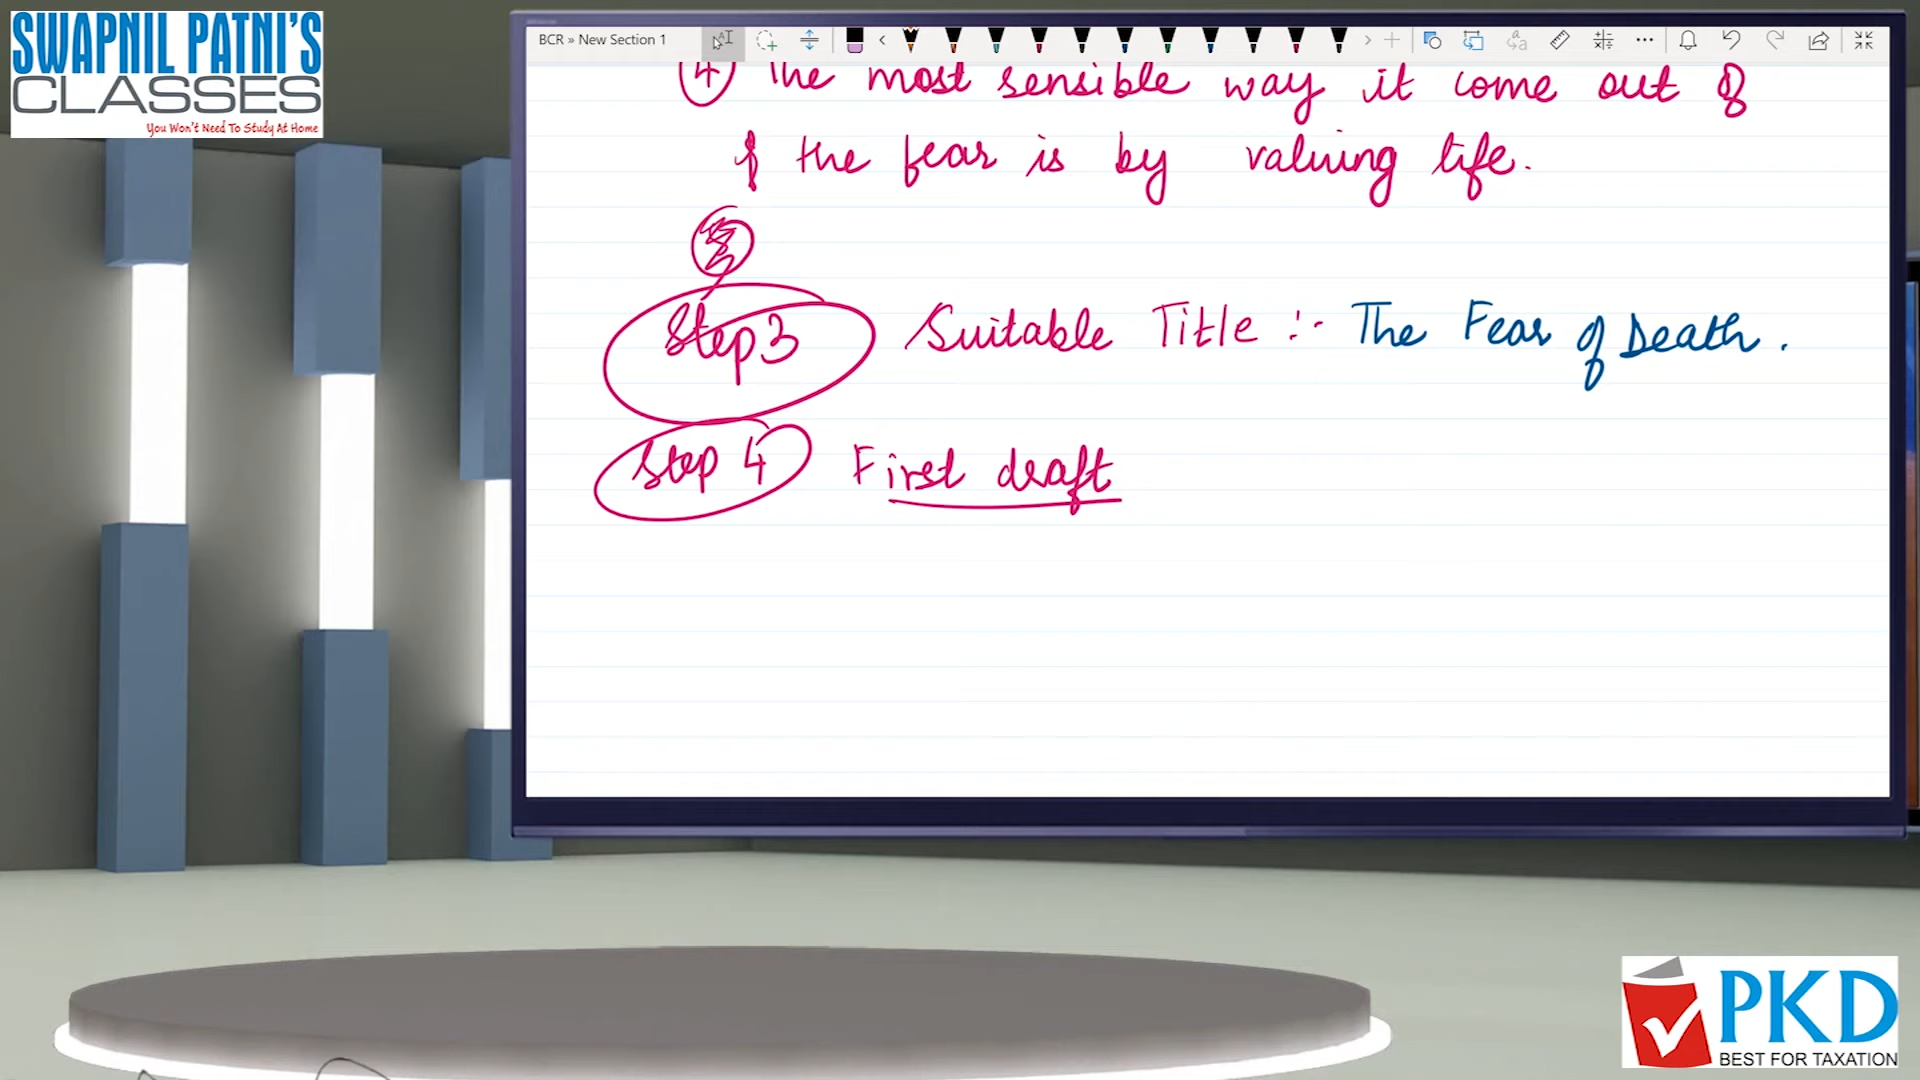 SWAPNIL PATNI'S
CLASSES
You Won't Need To Study At Home
BCR » New Section 1
④ The most sensible way it come out of
of the fear is by valuing life.
Step 3 Suitable Title :- The Fear of Death.
Step 4 First draft
PKD
BEST FOR TAXATION